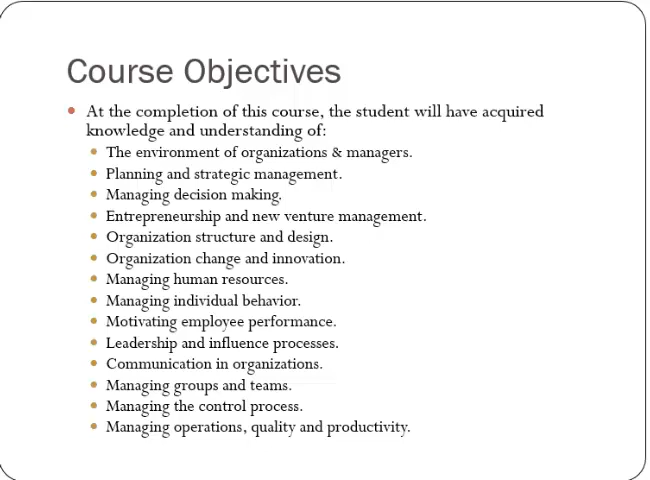 Course Objectives
At the completion of this course, the student will have acquired
knowledge and understanding of:
The environment of organizations & managers.
Planning and strategic management.
Managing decision making.
Entrepreneurship and new venture management.
Organization structure and design.
Organization change and innovation.
Managing human resources.
Managing individual behavior.
Motivating employee performance.
Leadership and influence processes.
Communication in organizations.
Managing groups and teams.
Managing the control process.
Managing operations, quality and productivity.